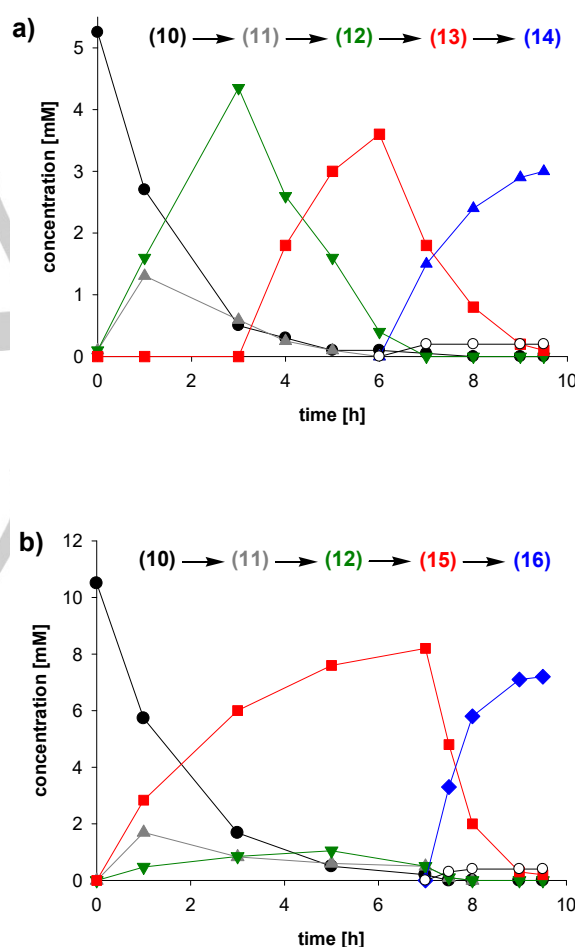 a)
(10) → (11) → (12) → (13) → (14)
concentration [mM]
5
4
3
2
1
0
0 2 4 6 8 10
time [h]
b)
(10) → (11) → (12) → (15) → (16)
concentration [mM]
12
10
8
6
4
2
0
0 2 4 6 8 10
time [h]